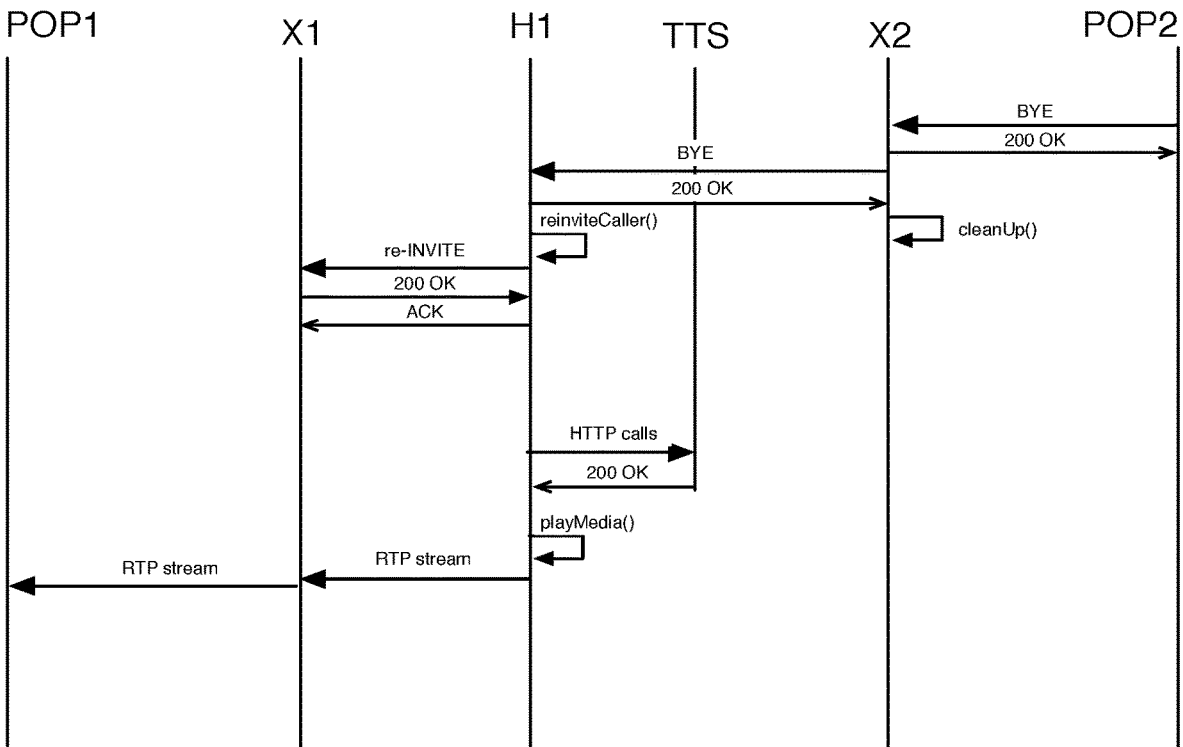 POP1
X1
H1
TTS
X2
POP2
BYE
200 OK
BYE
200 OK
reinviteCaller()
cleanUp()
re-INVITE
200 OK
ACK
HTTP calls
200 OK
playMedia()
RTP stream
RTP stream